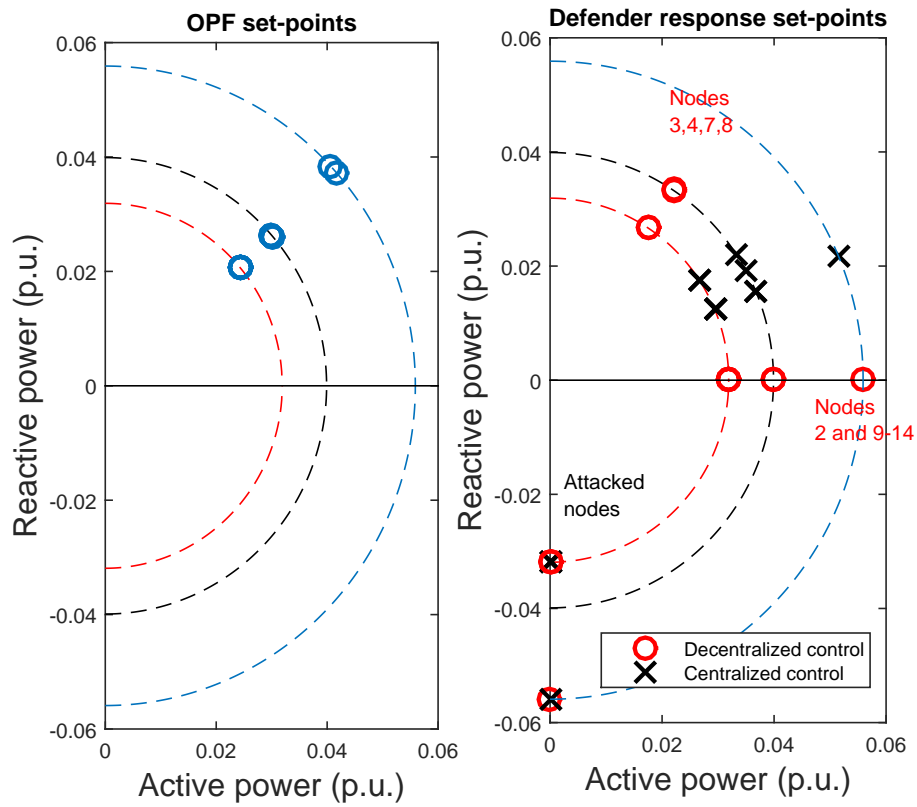 OPF set-points
0.06
0.04
0.02
0
-0.02
-0.04
-0.06
0
0.02
0.04
0.06
Reactive power (p.u.)
Active power (p.u.)
Defender response set-points
0.06
0.04
0.02
0
-0.02
-0.04
-0.06
0
0.02
0.04
0.06
Reactive power (p.u.)
Active power (p.u.)
Nodes
3,4,7,8
Nodes
2 and 9-14
Attacked
nodes
Decentralized control
Centralized control